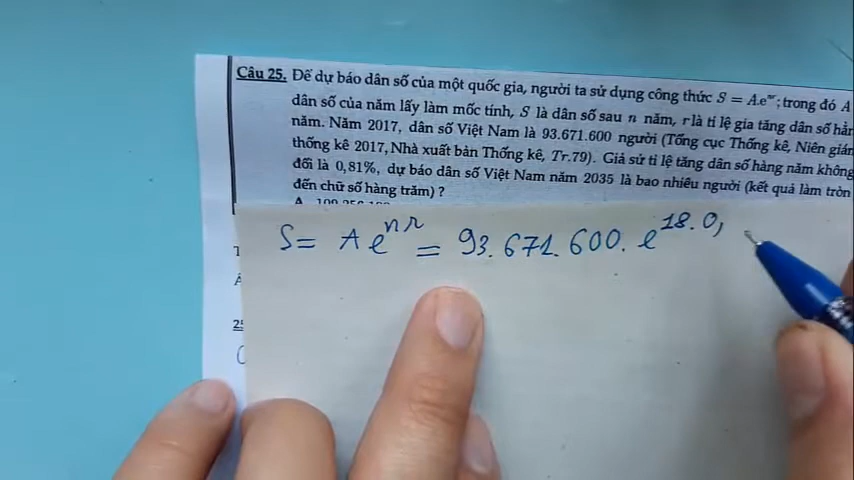 Câu 25. Để dự báo dân số của một quốc gia, người ta sử dụng công thức S = A.e^nr; trong đó A
dân số của năm lấy làm mốc tính, S là dân số sau n năm, r là tỉ lệ gia tăng dân số hằn
năm. Năm 2017, dân số Việt Nam là 93.671.600 người (Tổng cục Thống kê, Niên gián
thống kê 2017, Nhà xuất bản Thống kê, Tr.79). Giả sử tỉ lệ tăng dân số hàng năm không
đổi là 0,81%, dự báo dân số Việt Nam năm 2035 là bao nhiêu người (kết quả làm tròn
đến chữ số hàng trăm) ?
S = A e^nr = 93.671.600. e^18.0,